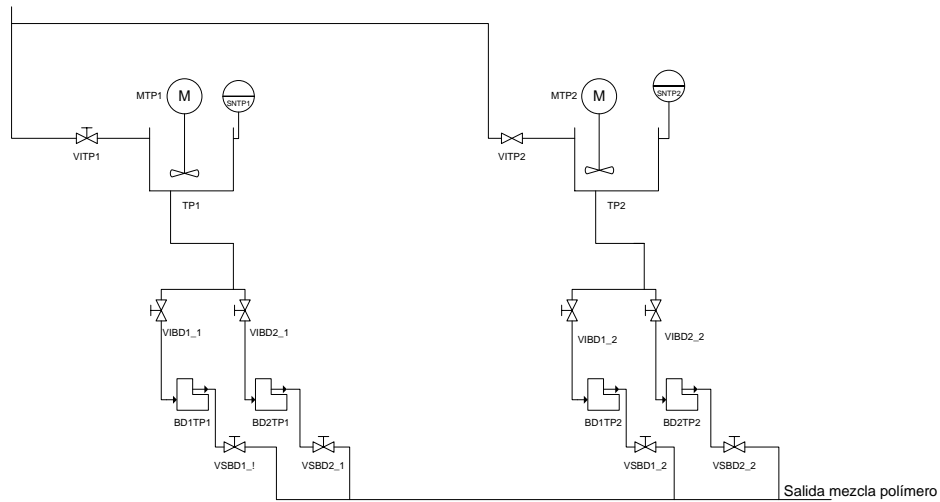 MTP1
M
SNTP1
MTP2
M
SNTP2
VITP1
VITP2
TP1
TP2
VIBD1_1
VIBD2_1
VIBD1_2
VIBD2_2
BD1TP1
BD2TP1
BD1TP2
BD2TP2
VSBD1_!
VSBD2_1
VSBD1_2
VSBD2_2
Salida mezcla polímero